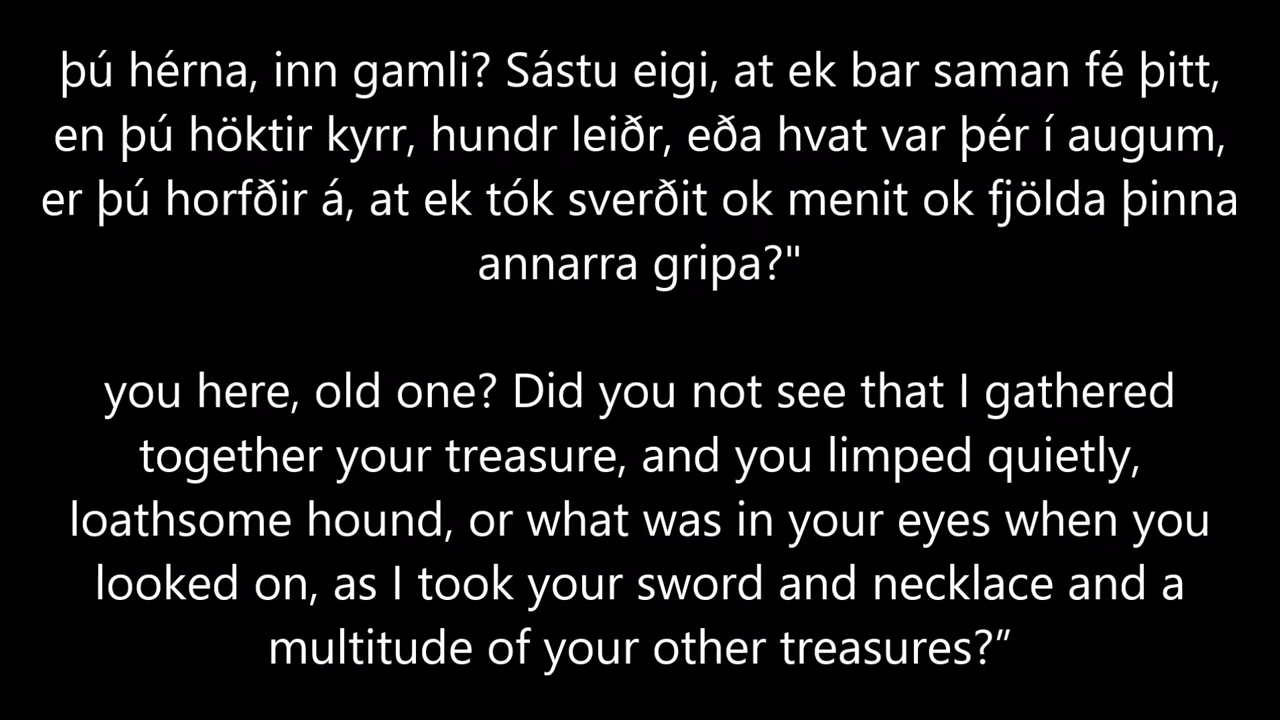 þú hérna, inn gamli? Sástu eigi, at ek bar saman fé þitt,
en þú höktir kyrr, hundr leiðr, eða hvat var þér í augum,
er þú horfðir á, at ek tók sverðit ok menit ok fjölda þinna
annarra gripa?"
you here, old one? Did you not see that I gathered
together your treasure, and you limped quietly,
loathsome hound, or what was in your eyes when you
looked on, as I took your sword and necklace and a
multitude of your other treasures?”